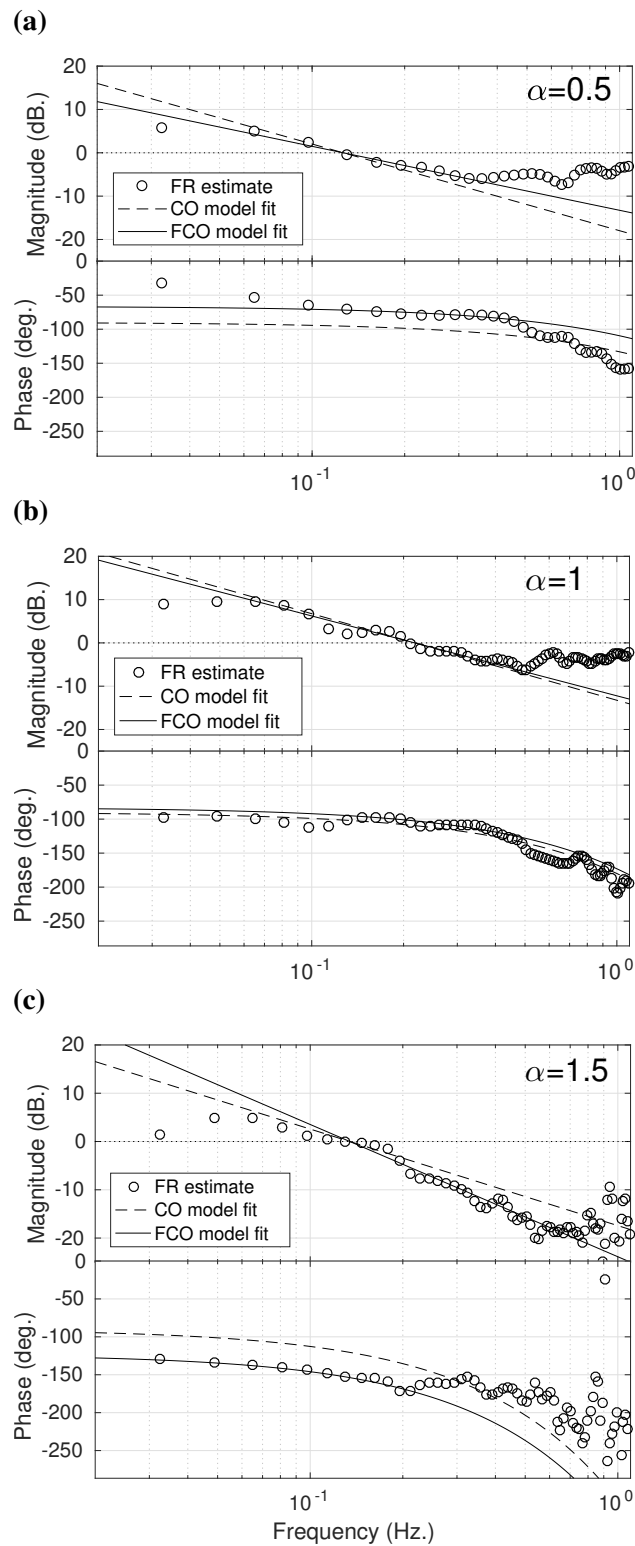 (a)
20
10
0
-10
-20
Magnitude (dB.)
α=0.5
FR estimate
CO model fit
FCO model fit
0
-50
-100
-150
-200
-250
Phase (deg.)
10⁻¹
10⁰
(b)
20
10
0
-10
-20
Magnitude (dB.)
α=1
FR estimate
CO model fit
FCO model fit
0
-50
-100
-150
-200
-250
Phase (deg.)
10⁻¹
10⁰
(c)
20
10
0
-10
-20
Magnitude (dB.)
α=1.5
FR estimate
CO model fit
FCO model fit
0
-50
-100
-150
-200
-250
Phase (deg.)
10⁻¹
10⁰
Frequency (Hz.)